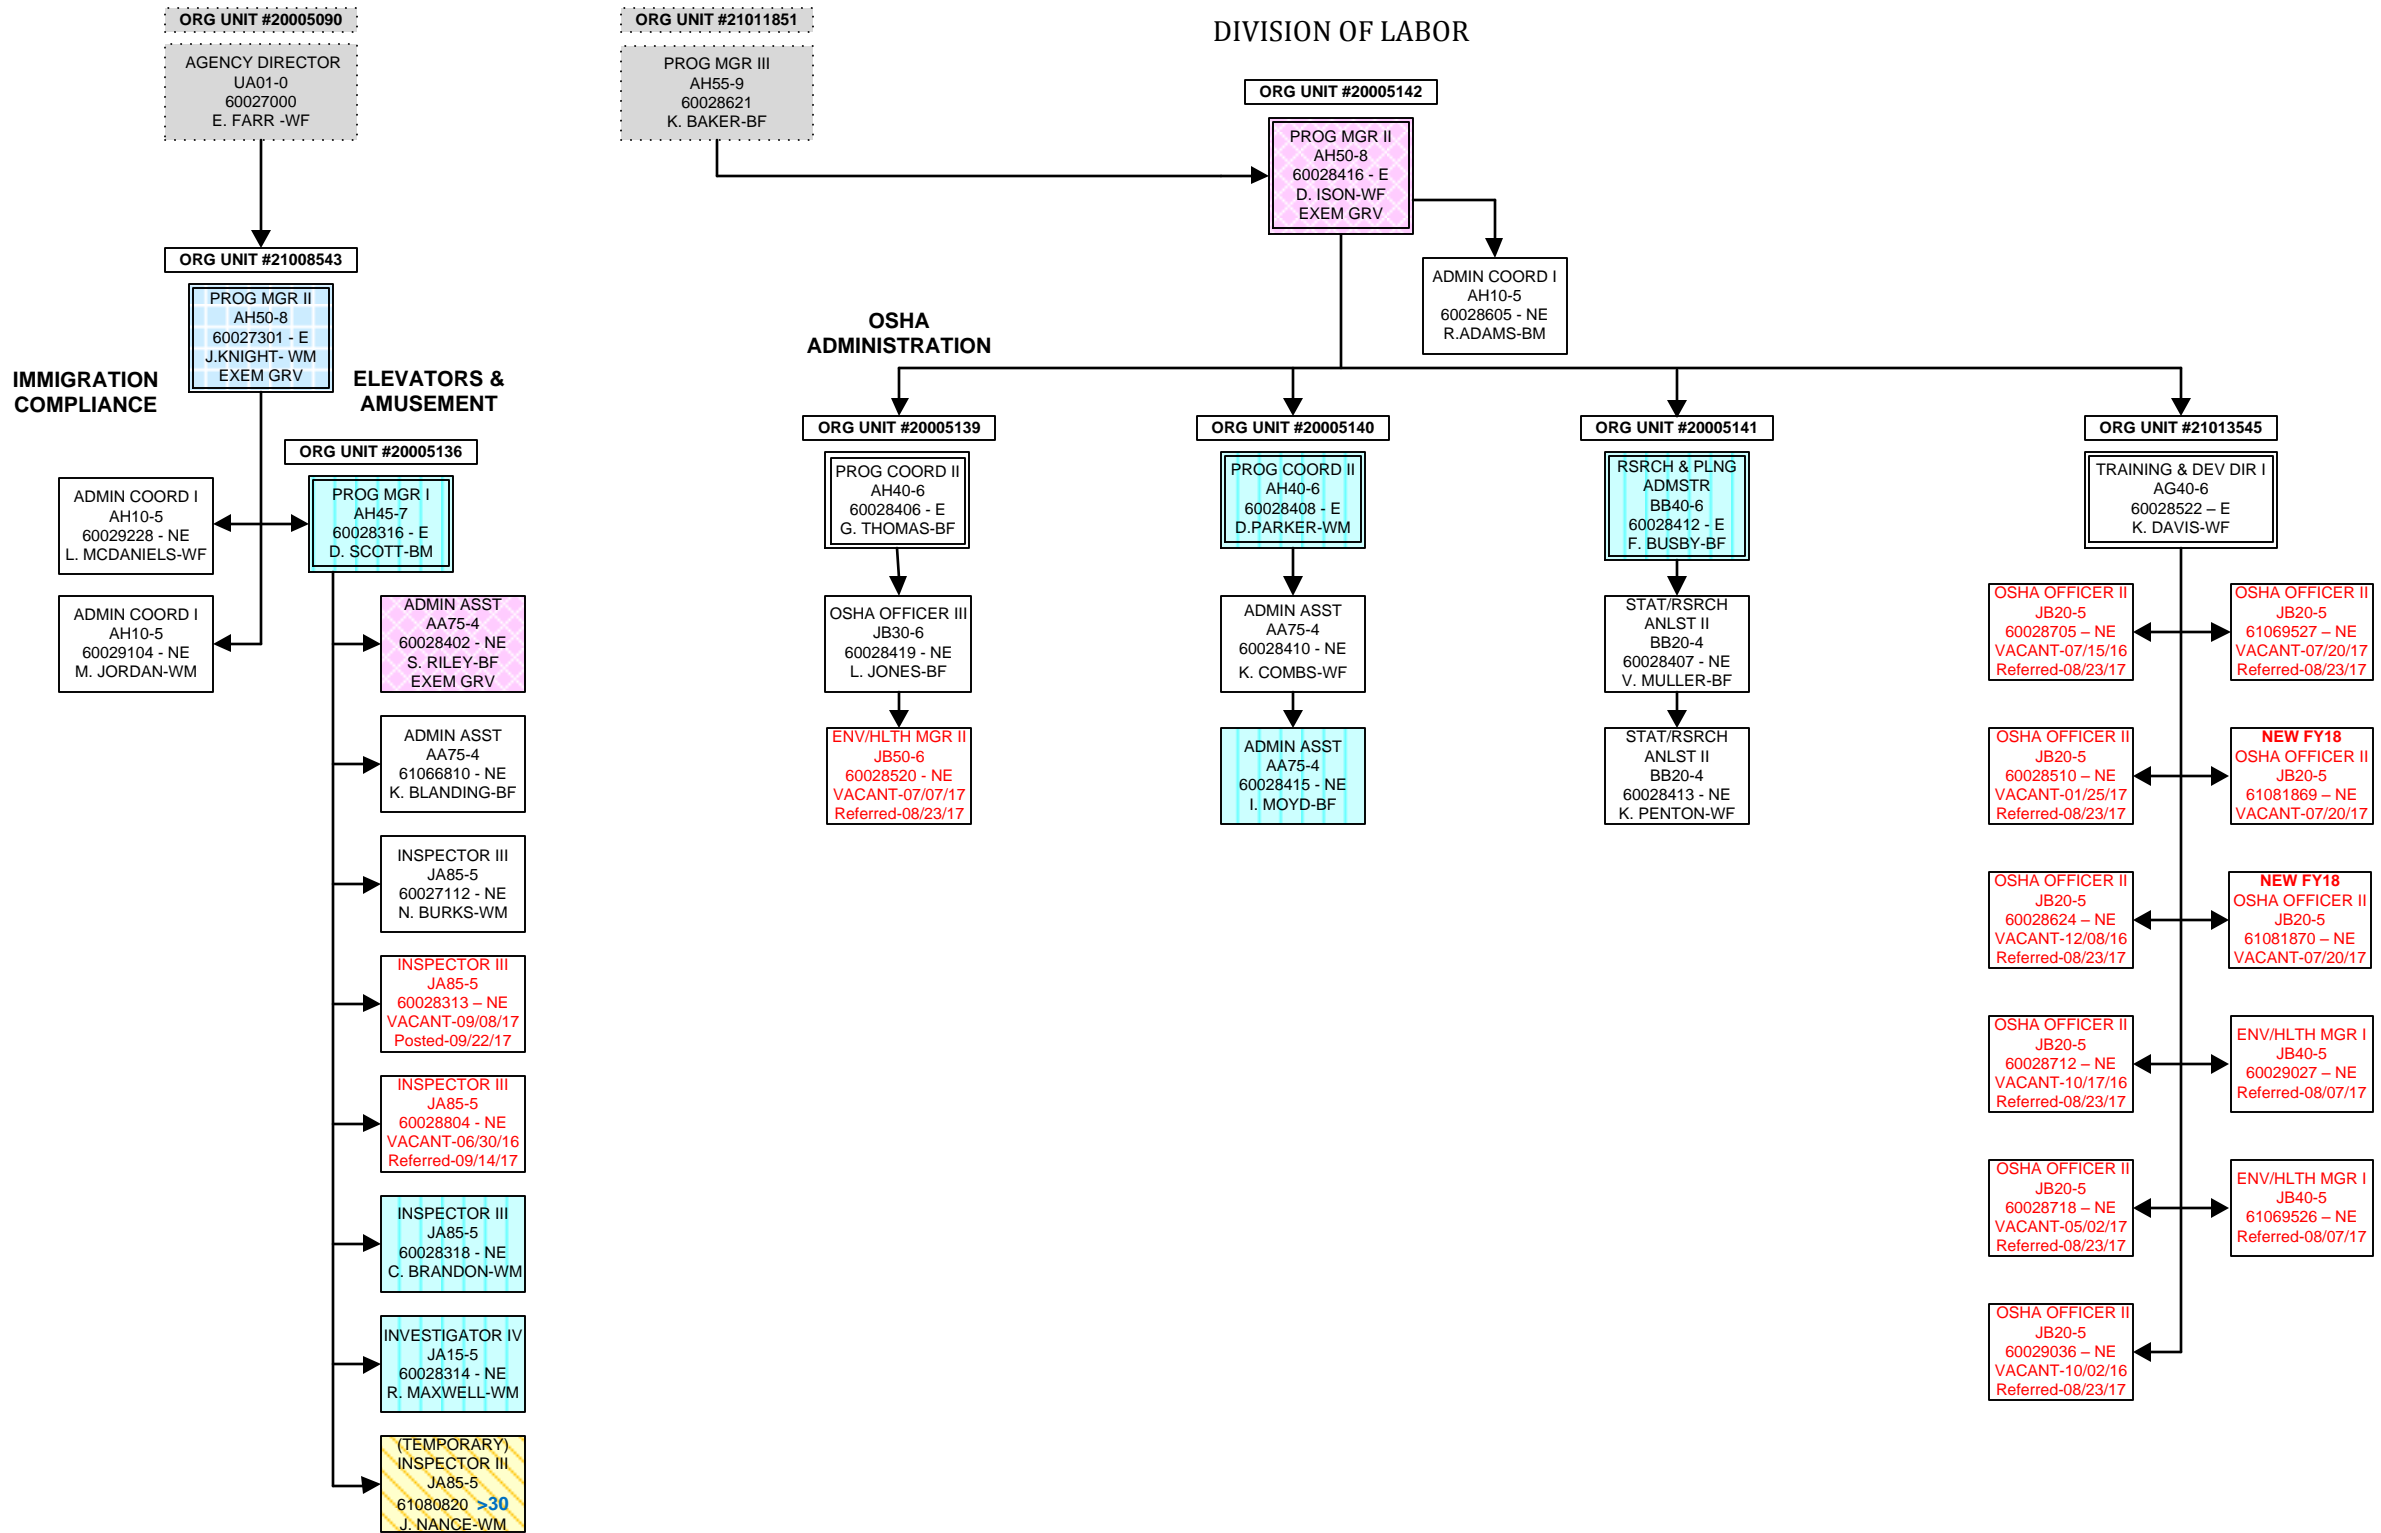 ORG UNIT #20005090
AGENCY DIRECTOR
UA01-0
60027000
E. FARR -WF
ORG UNIT #21011851
PROG MGR III
AH55-9
60028621
K. BAKER-BF
DIVISION OF LABOR
ORG UNIT #20005142
PROG MGR II
AH50-8
60028416 - E
D. ISON-WF
EXEM GRV
ADMIN COORD I
AH10-5
60028605 - NE
R.ADAMS-BM
ORG UNIT #21008543
PROG MGR II
AH50-8
60027301 - E
J.KNIGHT- WM
EXEM GRV
IMMIGRATION
COMPLIANCE
ELEVATORS &
AMUSEMENT
ADMIN COORD I
AH10-5
60029228 - NE
L. MCDANIELS-WF
ADMIN COORD I
AH10-5
60029104 - NE
M. JORDAN-WM
ORG UNIT #20005136
PROG MGR I
AH45-7
60028316 - E
D. SCOTT-BM
ADMIN ASST
AA75-4
60028402 - NE
S. RILEY-BF
EXEM GRV
ADMIN ASST
AA75-4
61066810 - NE
K. BLANDING-BF
INSPECTOR III
JA85-5
60027112 - NE
N. BURKS-WM
INSPECTOR III
JA85-5
60028313 – NE
VACANT-09/08/17
Posted-09/22/17
INSPECTOR III
JA85-5
60028804 - NE
VACANT-06/30/16
Referred-09/14/17
INSPECTOR III
JA85-5
60028318 - NE
C. BRANDON-WM
INVESTIGATOR IV
JA15-5
60028314 - NE
R. MAXWELL-WM
(TEMPORARY)
INSPECTOR III
JA85-5
61080820 >30
J. NANCE-WM
OSHA
ADMINISTRATION
ORG UNIT #20005139
PROG COORD II
AH40-6
60028406 - E
G. THOMAS-BF
OSHA OFFICER III
JB30-6
60028419 - NE
L. JONES-BF
ENV/HLTH MGR II
JB50-6
60028520 - NE
VACANT-07/07/17
Referred-08/23/17
ORG UNIT #20005140
PROG COORD II
AH40-6
60028408 - E
D.PARKER-WM
ADMIN ASST
AA75-4
60028410 - NE
K. COMBS-WF
ADMIN ASST
AA75-4
60028415 - NE
I. MOYD-BF
ORG UNIT #20005141
RSRCH & PLNG
ADMSTR
BB40-6
60028412 - E
F. BUSBY-BF
STAT/RSRCH
ANLST II
BB20-4
60028407 - NE
V. MULLER-BF
STAT/RSRCH
ANLST II
BB20-4
60028413 - NE
K. PENTON-WF
ORG UNIT #21013545
TRAINING & DEV DIR I
AG40-6
60028522 – E
K. DAVIS-WF
OSHA OFFICER II
JB20-5
60028705 – NE
VACANT-07/15/16
Referred-08/23/17
OSHA OFFICER II
JB20-5
61069527 – NE
VACANT-07/20/17
Referred-08/23/17
OSHA OFFICER II
JB20-5
60028510 – NE
VACANT-01/25/17
Referred-08/23/17
NEW FY18
OSHA OFFICER II
JB20-5
61081869 – NE
VACANT-07/20/17
OSHA OFFICER II
JB20-5
60028624 – NE
VACANT-12/08/16
Referred-08/23/17
NEW FY18
OSHA OFFICER II
JB20-5
61081870 – NE
VACANT-07/20/17
OSHA OFFICER II
JB20-5
60028712 – NE
VACANT-10/17/16
Referred-08/23/17
ENV/HLTH MGR I
JB40-5
60029027 – NE
Referred-08/07/17
OSHA OFFICER II
JB20-5
60028718 – NE
VACANT-05/02/17
Referred-08/23/17
ENV/HLTH MGR I
JB40-5
61069526 – NE
Referred-08/07/17
OSHA OFFICER II
JB20-5
60029036 – NE
VACANT-10/02/16
Referred-08/23/17